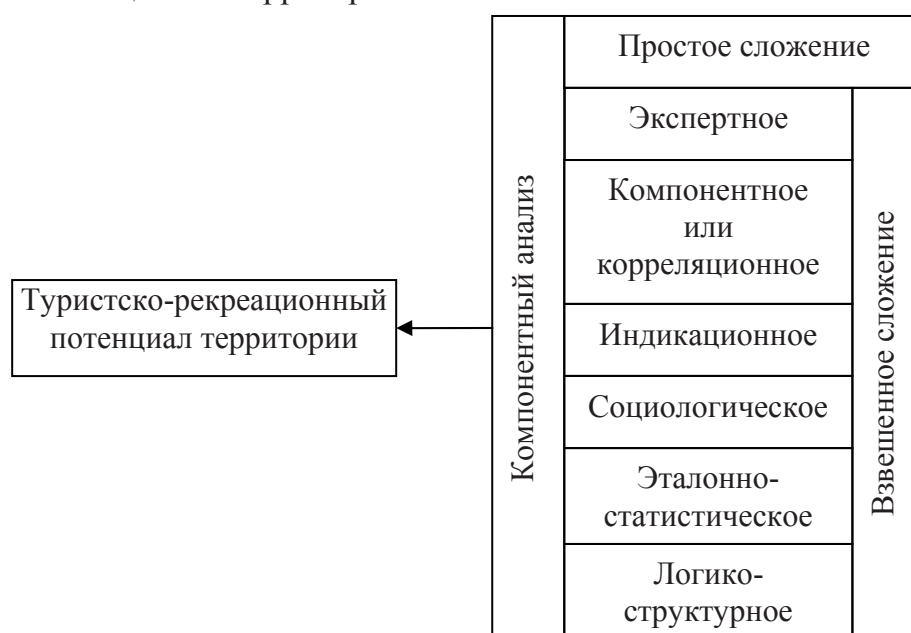 Простое сложение
Экспертное
Компонентное
или
корреляционное
Индикационное
Социологическое
Эталонно-
статистическое
Логико-
структурное
Взвешенное сложение
Компонентный анализ
Туристско-рекреационный
потенциал территории